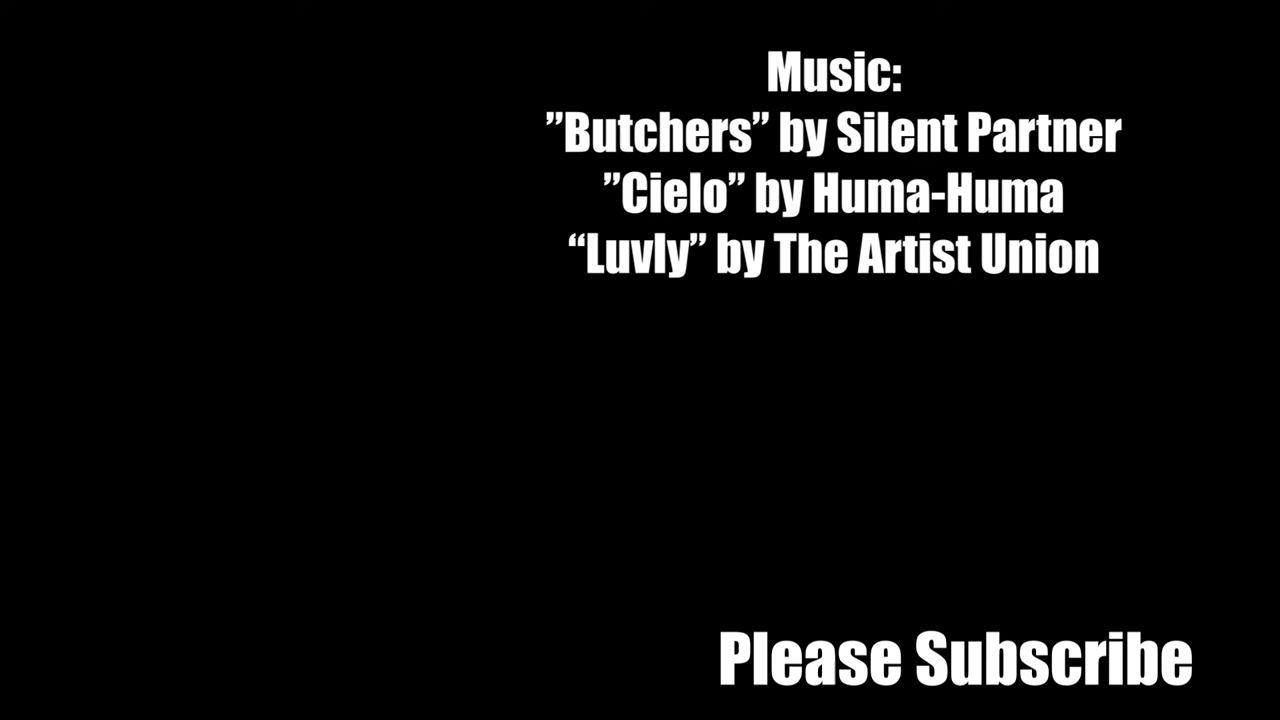 Music:
”Butchers” by Silent Partner
”Cielo” by Huma-Huma
“Luvly” by The Artist Union
Please Subscribe